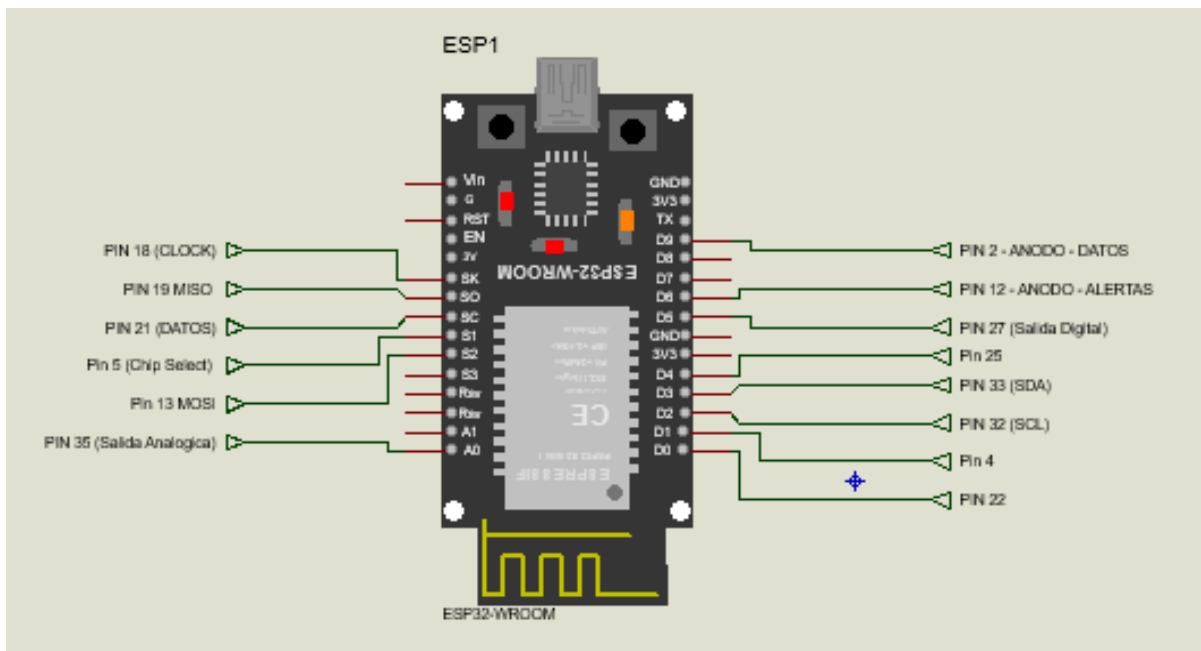 ESP1
Vin
G
RST
EN
3V
SK
SO
SC
S1
S2
S3
A1
A0
GND
3V3
TX
D9
D8
D7
D6
D5
GND
3V3
D4
D3
D2
D1
D0
ESP32-WROOM
CE
PIN 18 (CLOCK)
PIN 19 MISO
PIN 21 (DATOS)
Pin 5 (Chip Select)
Pin 13 MOSI
PIN 35 (Salida Analogica)
PIN 2 - ANODO - DATOS
PIN 12 - ANODO - ALERTAS
PIN 27 (Salida Digital)
Pin 25
PIN 33 (SDA)
PIN 32 (SCL)
Pin 4
PIN 22
ESP32-WROOM